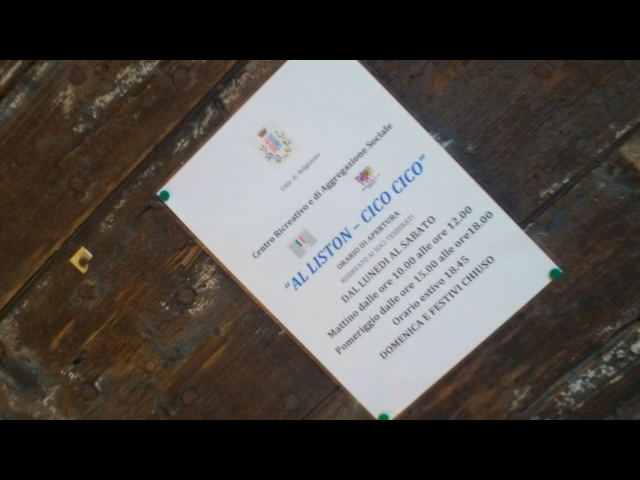 Città di
Centro Ricreativo e di Aggregazione Sociale
"AL LISTON – CICO CICO"
ORARIO DI APERTURA
RISERVATO AI SOCI TESSERATI
DAL LUNEDI AL SABATO
Mattino dalle ore 10.00 alle ore 12.00
Pomeriggio dalle ore 15.00 alle ore18.00
Orario estivo 18.45
DOMENICA E FESTIVI CHIUSO